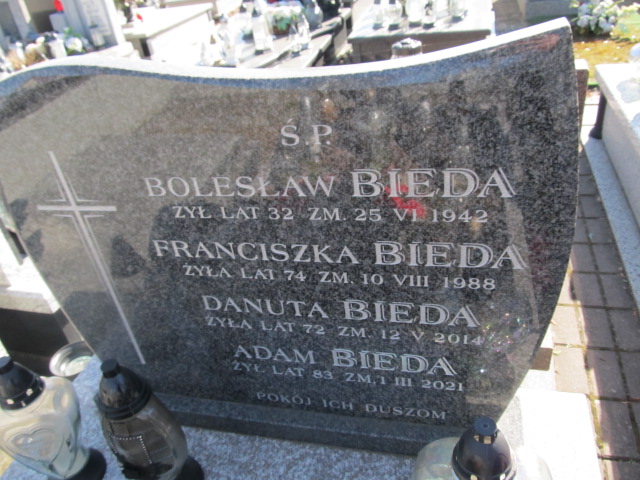 Ś.P.
BOLESŁAW BIEDA
ŻYŁ LAT 32 ZM. 25 VI 1942
FRANCISZKA BIEDA
ŻYŁA LAT 74 ZM. 10 VIII 1988
DANUTA BIEDA
ŻYŁA LAT 72 ZM. 12 V 2014
ADAM BIEDA
ŻYŁ LAT 83 ZM. 1 III 2021
POKÓJ ICH DUSZOM